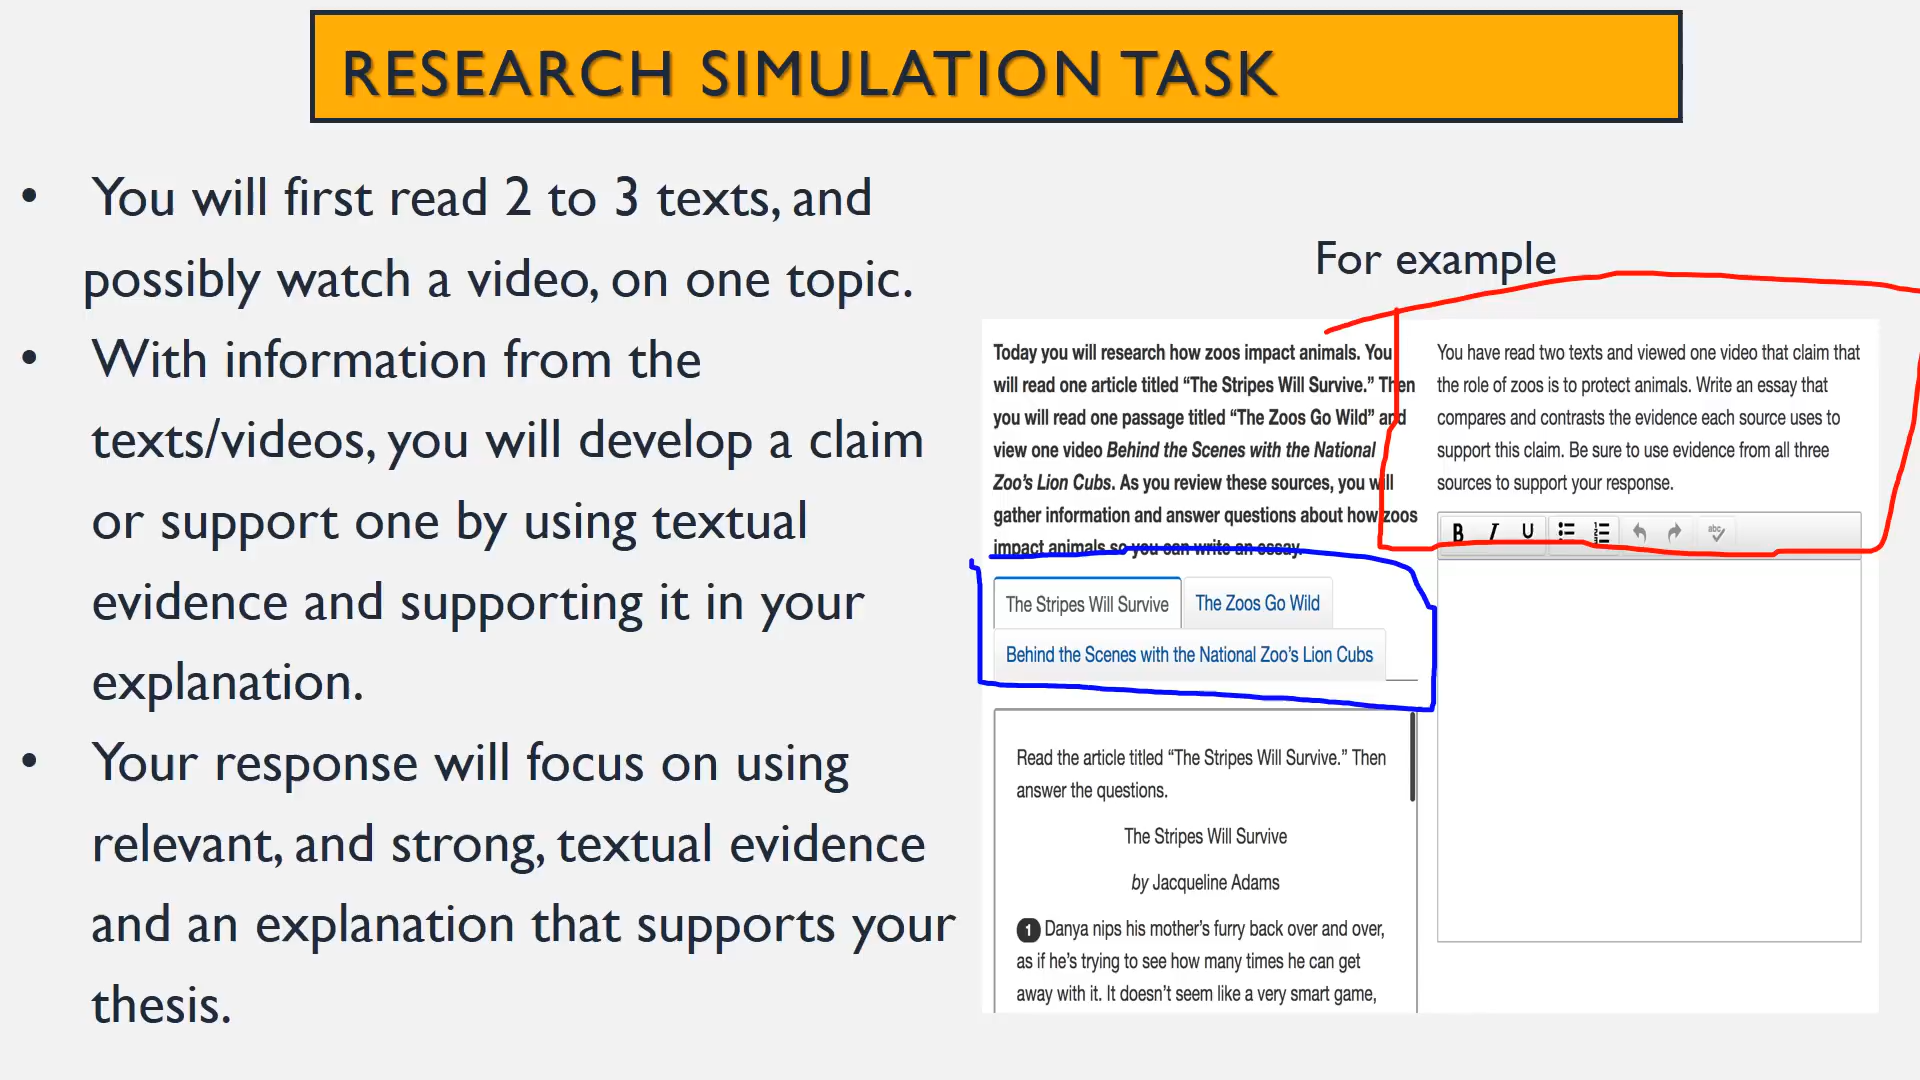 RESEARCH SIMULATION TASK
• You will first read 2 to 3 texts, and
possibly watch a video, on one topic.
• With information from the
texts/videos, you will develop a claim
or support one by using textual
evidence and supporting it in your
explanation.
• Your response will focus on using
relevant, and strong, textual evidence
and an explanation that supports your
thesis.
For example
Today you will research how zoos impact animals. You
will read one article titled “The Stripes Will Survive.” Then
you will read one passage titled “The Zoos Go Wild” and
view one video Behind the Scenes with the National
Zoo’s Lion Cubs. As you review these sources, you will
gather information and answer questions about how zoos
impact animals so you can write an essay.
The Stripes Will Survive
The Zoos Go Wild
Behind the Scenes with the National Zoo’s Lion Cubs
Read the article titled “The Stripes Will Survive.” Then
answer the questions.
The Stripes Will Survive
by Jacqueline Adams
1 Danya nips his mother’s furry back over and over,
as if he’s trying to see how many times he can get
away with it. It doesn’t seem like a very smart game,
You have read two texts and viewed one video that claim that
the role of zoos is to protect animals. Write an essay that
compares and contrasts the evidence each source uses to
support this claim. Be sure to use evidence from all three
sources to support your response.
B I U abc